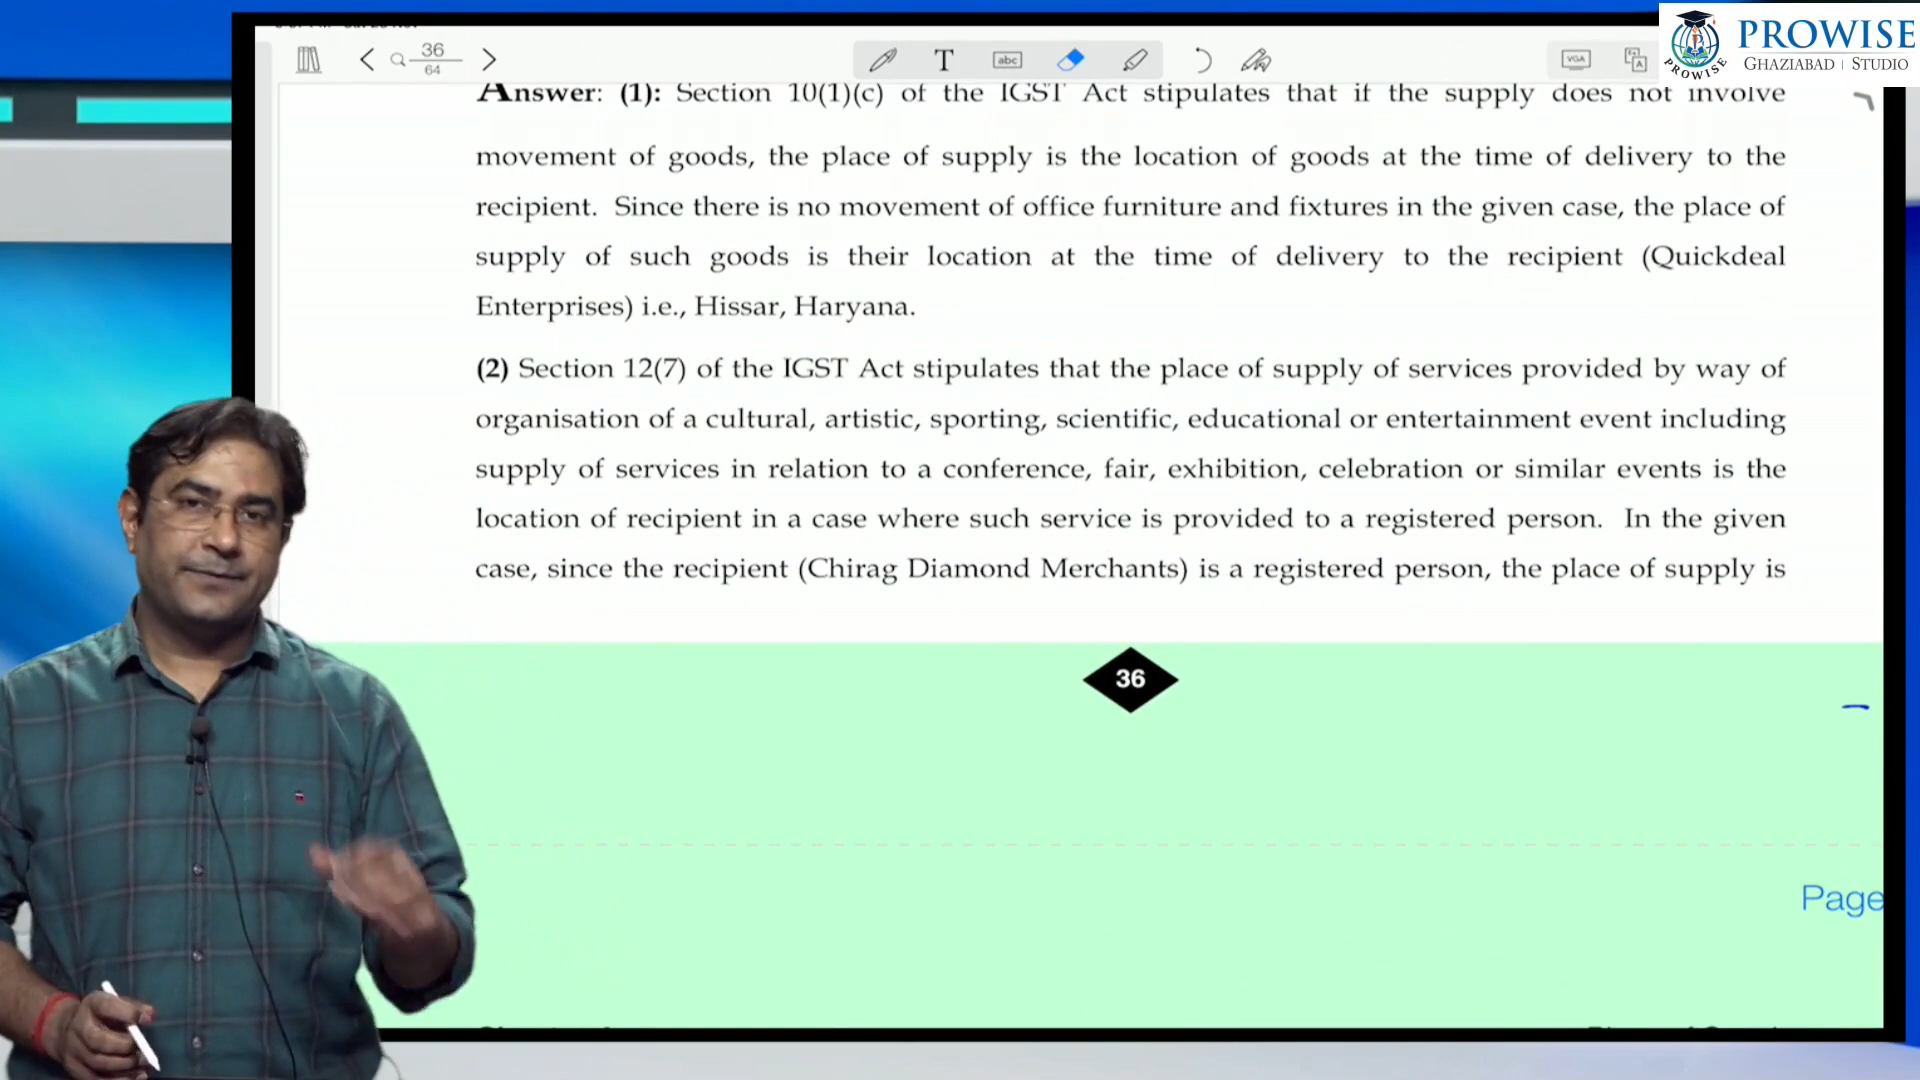 PROWISE
GHAZIABAD | STUDIO
PROWISE
36
64
T
abc
VGA
A
Answer: (1): Section 10(1)(c) of the IGST Act stipulates that if the supply does not involve
movement of goods, the place of supply is the location of goods at the time of delivery to the
recipient. Since there is no movement of office furniture and fixtures in the given case, the place of
supply of such goods is their location at the time of delivery to the recipient (Quickdeal
Enterprises) i.e., Hissar, Haryana.
(2) Section 12(7) of the IGST Act stipulates that the place of supply of services provided by way of
organisation of a cultural, artistic, sporting, scientific, educational or entertainment event including
supply of services in relation to a conference, fair, exhibition, celebration or similar events is the
location of recipient in a case where such service is provided to a registered person. In the given
case, since the recipient (Chirag Diamond Merchants) is a registered person, the place of supply is
36
Page